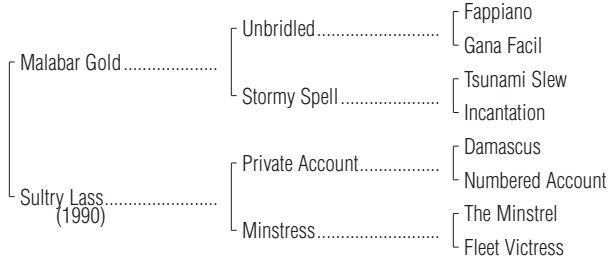 Fappiano
Unbridled
Gana Facil
Malabar Gold
Tsunami Slew
Stormy Spell
Incantation
Damascus
Private Account
Numbered Account
Sultry Lass
(1990)
The Minstrel
Minstress
Fleet Victress